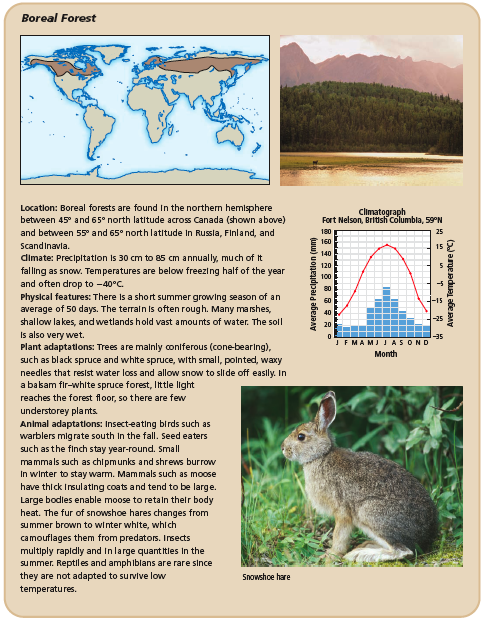 Boreal Forest
Location: Boreal forests are found in the northern hemisphere
between 45° and 65° north latitude across Canada (shown above)
and between 55° and 65° north latitude in Russia, Finland, and
Scandinavia.
Climate: Precipitation is 30 cm to 85 cm annually, much of it
falling as snow. Temperatures are below freezing half of the year
and often drop to −40°C.
Physical features: There is a short summer growing season of an
average of 50 days. The terrain is often rough. Many marshes,
shallow lakes, and wetlands hold vast amounts of water. The soil
is also very wet.
Plant adaptations: Trees are mainly coniferous (cone-bearing),
such as black spruce and white spruce, with small, pointed, waxy
needles that resist water loss and allow snow to slide off easily. In
a balsam fir–white spruce forest, little light
reaches the forest floor, so there are few
understorey plants.
Animal adaptations: Insect-eating birds such as
warblers migrate south in the fall. Seed eaters
such as the finch stay year-round. Small
mammals such as chipmunks and shrews burrow
in winter to stay warm. Mammals such as moose
have thick insulating coats and tend to be large.
Large bodies enable moose to retain their body
heat. The fur of snowshoe hares changes from
summer brown to winter white, which
camouflages them from predators. Insects
multiply rapidly and in large quantities in the
summer. Reptiles and amphibians are rare since
they are not adapted to survive low
temperatures.
Climatograph
Fort Nelson, British Columbia, 59°N
Average Precipitation (mm)
180
160
140
120
100
80
60
40
20
0
25
15
5
−5
−15
−25
−35
Average Temperature (°C)
J F M A M J J A S O N D
Month
Snowshoe hare